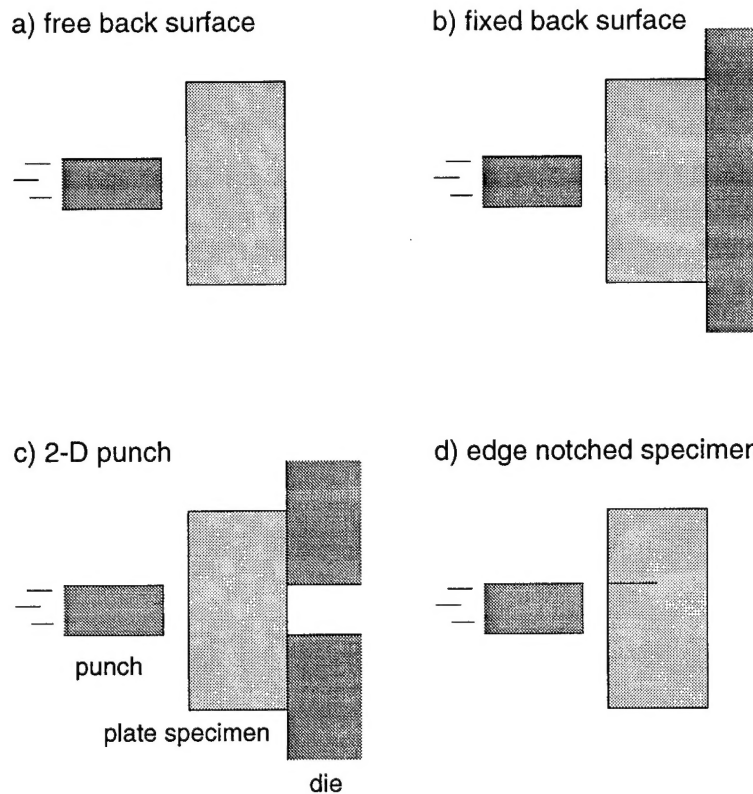 a) free back surface
b) fixed back surface
c) 2-D punch
d) edge notched specimen
punch
plate specimen
die